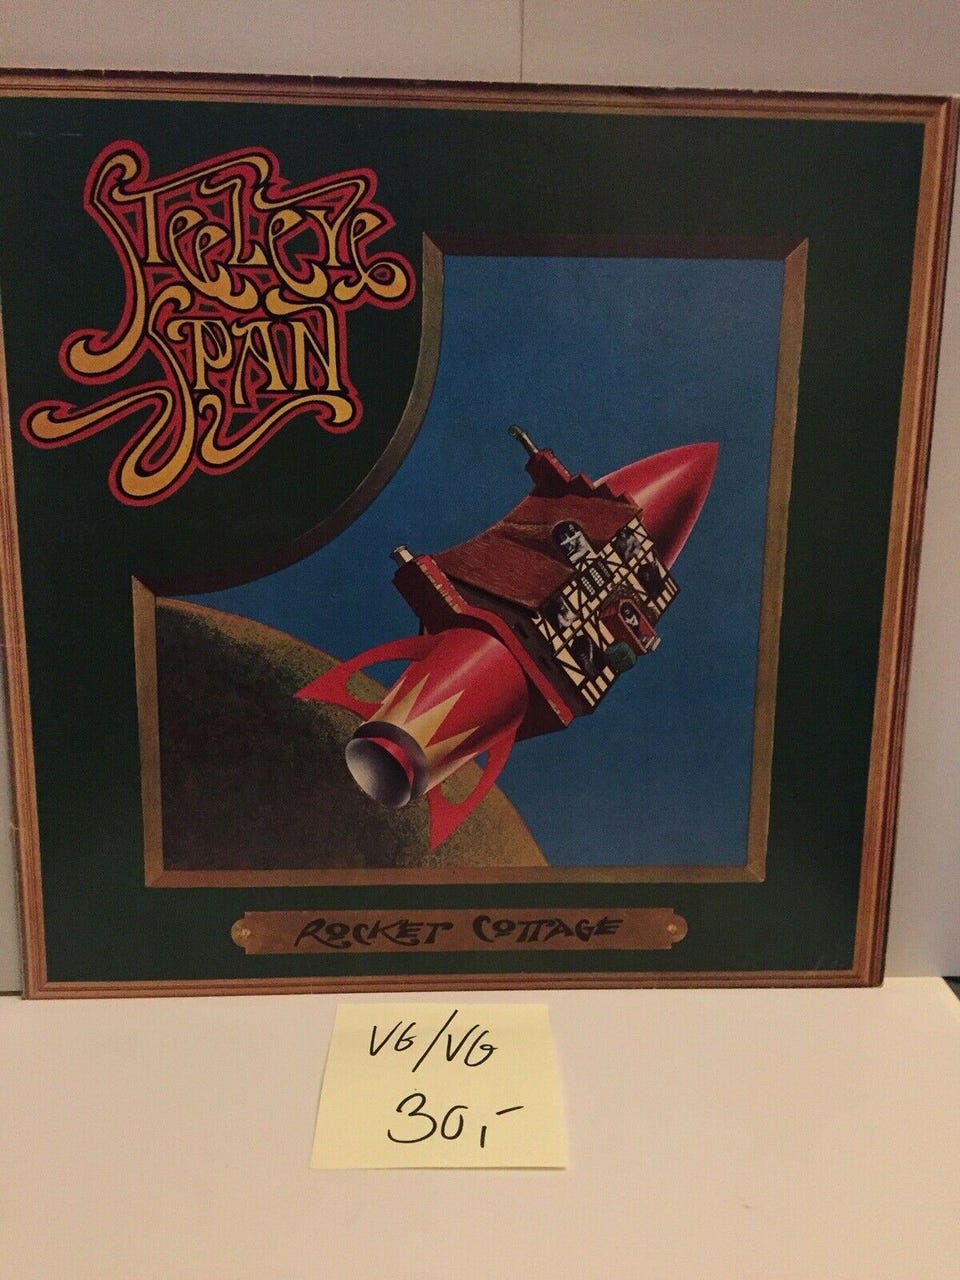 STEELEYE
SPAN
ROCKET COTTAGE
VG/VG
30,-